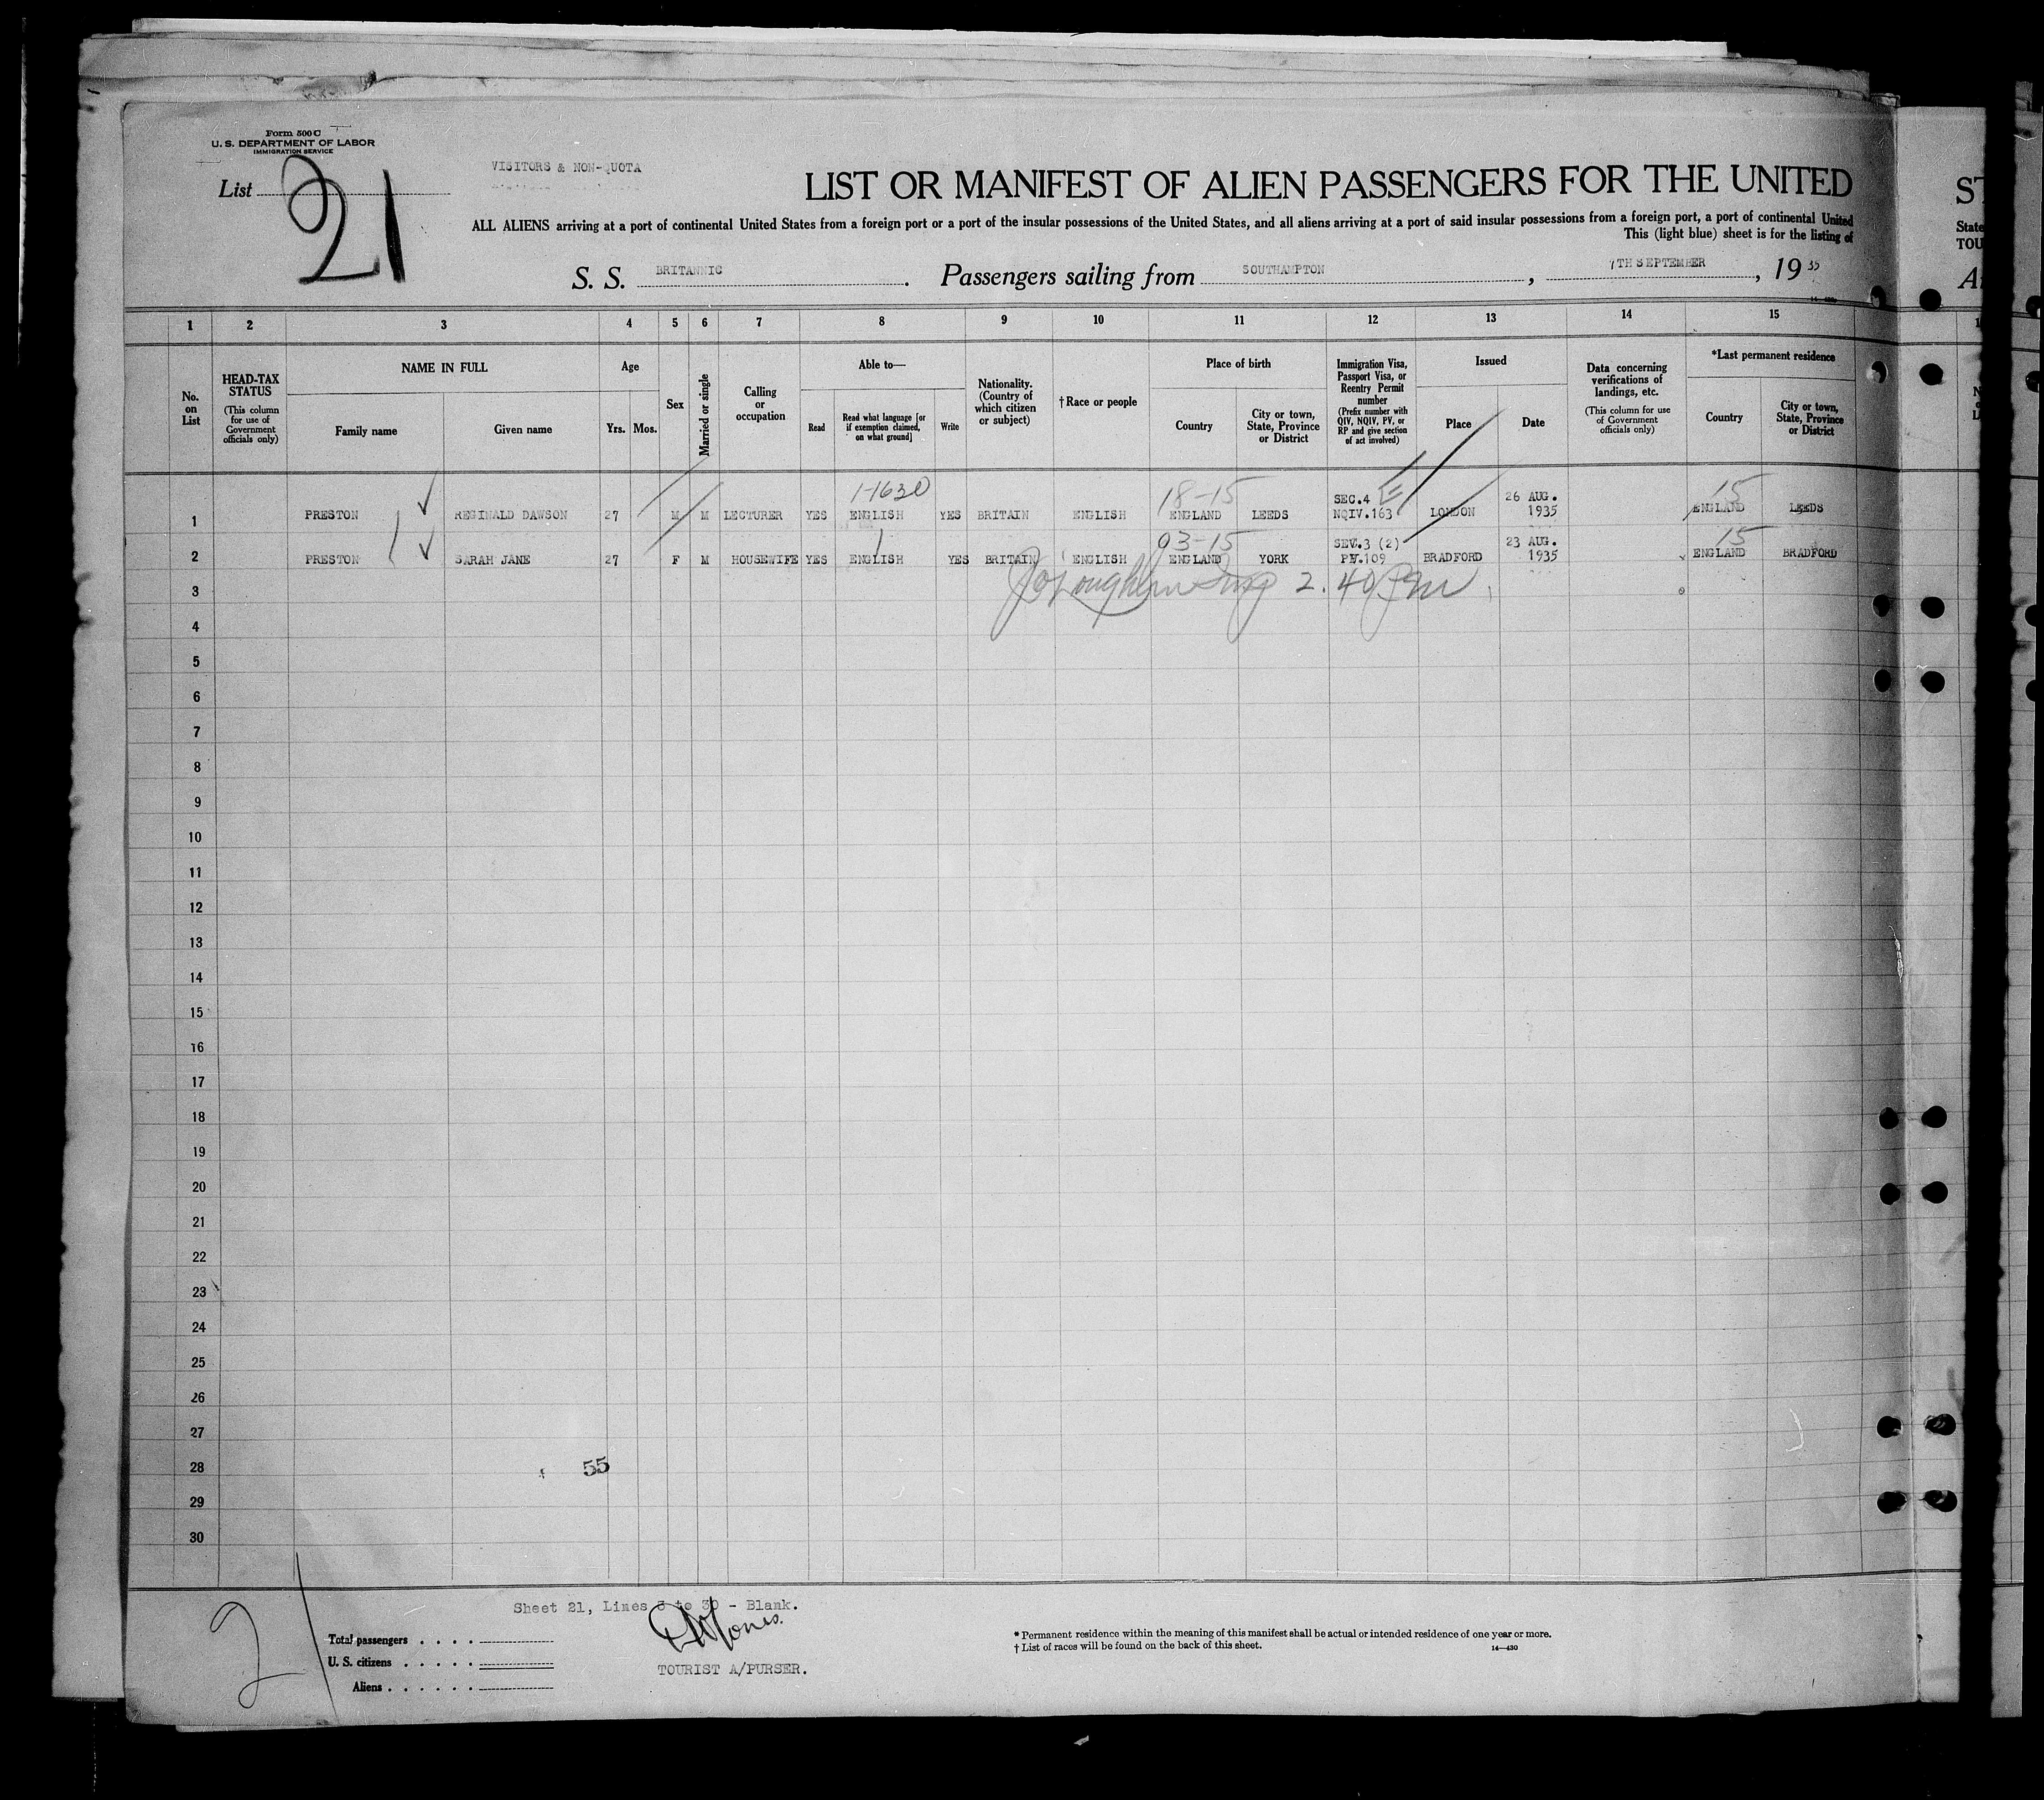 Form 500 C
U. S. DEPARTMENT OF LABOR
IMMIGRATION SERVICE
List 21
VISITORS & NON-QUOTA
LIST OR MANIFEST OF ALIEN PASSENGERS FOR THE UNITED
ALL ALIENS arriving at a port of continental United States from a foreign port or a port of the insular possessions of the United States, and all aliens arriving at a port of said insular possessions from a foreign port, a port of continental United
This (light blue) sheet is for the listing of
S. S. BRITANNIC. Passengers sailing from SOUTHAMPTON, 7TH SEPTEMBER, 19 35
ST
State
TOU
1 2 3 4 5 6 7 8 9 10 11 12 13 14 15
No. on List
HEAD-TAX STATUS
(This column for use of Government officials only)
NAME IN FULL
Family name
Given name
Age
Yrs. Mos.
Sex
Married or single
Calling or occupation
Able to—
Read
Read what language [or if exemption claimed, on what ground]
Write
Nationality. (Country of which citizen or subject)
† Race or people
Place of birth
Country
City or town, State, Province or District
Immigration Visa, Passport Visa, or Reentry Permit number
(Prefix number with QIV, NQIV, PV, or RP and give section of act involved)
Issued
Place
Date
Data concerning verifications of landings, etc.
(This column for use of Government officials only)
*Last permanent residence
Country
City or town, State, Province or District
1-1630 18-15 SEC.4 E 26 AUG. 15
1 PRESTON REGINALD DAWSON 27 M M LECTURER YES ENGLISH YES BRITAIN ENGLISH ENGLAND LEEDS NQIV.163 LONDON 1935 ENGLAND LEEDS
03-15 SEV.3 (2) 23 AUG. 15
2 PRESTON SARAH JANE 27 F M HOUSEWIFE YES ENGLISH YES BRITAIN ENGLISH ENGLAND YORK PV.109 BRADFORD 1935 ENGLAND BRADFORD
3 2.40 Pm
4
5
6
7
8
9
10
11
12
13
14
15
16
17
18
19
20
21
22
23
24
25
26
27
28 55
29
30
Sheet 21, Lines 3 to 30 - Blank.
2
Total passengers
U. S. citizens
Aliens
Jones.
TOURIST A/PURSER.
* Permanent residence within the meaning of this manifest shall be actual or intended residence of one year or more.
† List of races will be found on the back of this sheet.
14—430